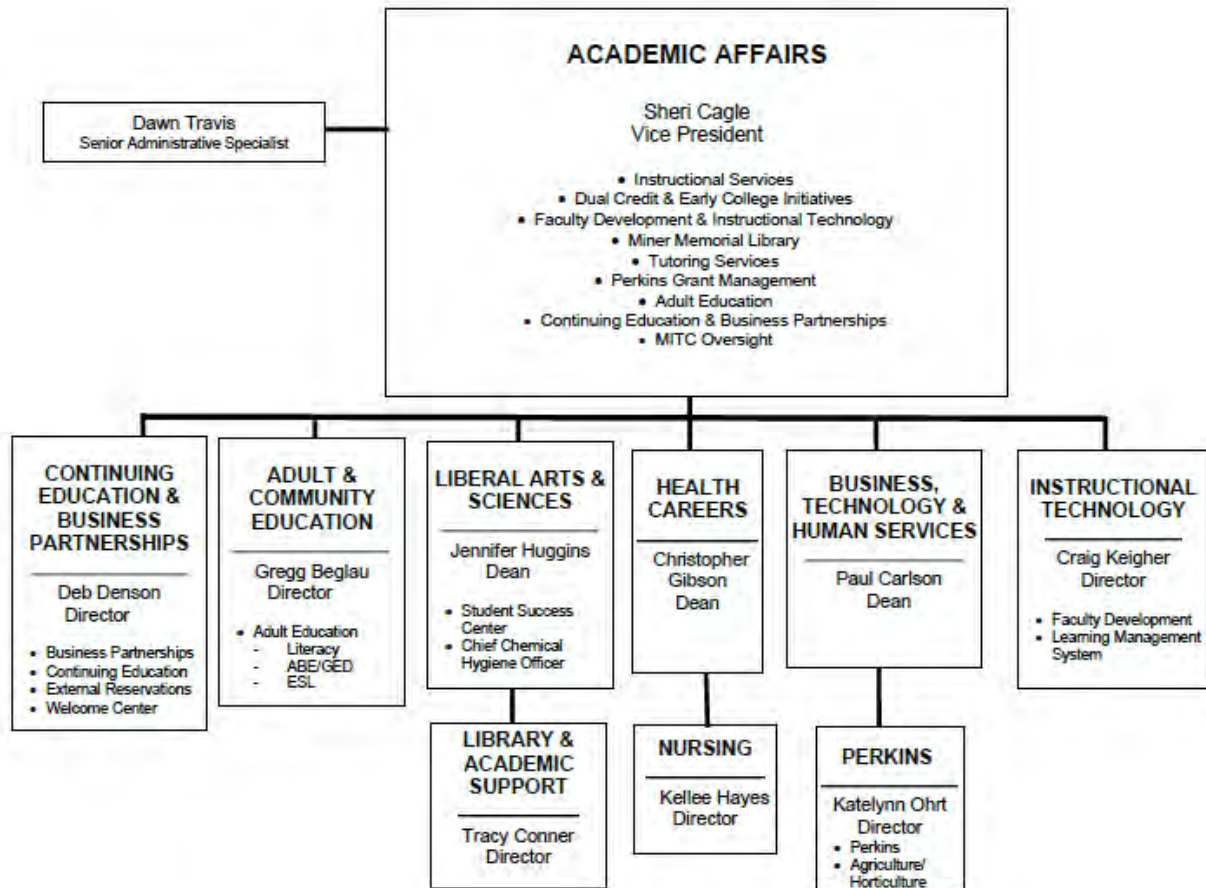 ACADEMIC AFFAIRS
Sheri Cagle
Vice President
• Instructional Services
• Dual Credit & Early College Initiatives
• Faculty Development & Instructional Technology
• Miner Memorial Library
• Tutoring Services
• Perkins Grant Management
• Adult Education
• Continuing Education & Business Partnerships
• MITC Oversight
Dawn Travis
Senior Administrative Specialist
CONTINUING
EDUCATION &
BUSINESS
PARTNERSHIPS
Deb Denson
Director
• Business Partnerships
• Continuing Education
• External Reservations
• Welcome Center
ADULT &
COMMUNITY
EDUCATION
Gregg Beglau
Director
• Adult Education
- Literacy
- ABE/GED
- ESL
LIBERAL ARTS &
SCIENCES
Jennifer Huggins
Dean
• Student Success
Center
• Chief Chemical
Hygiene Officer
HEALTH
CAREERS
Christopher
Gibson
Dean
BUSINESS,
TECHNOLOGY &
HUMAN SERVICES
Paul Carlson
Dean
INSTRUCTIONAL
TECHNOLOGY
Craig Keigher
Director
• Faculty Development
• Learning Management
System
LIBRARY &
ACADEMIC
SUPPORT
Tracy Conner
Director
NURSING
Kellee Hayes
Director
PERKINS
Katelynn Ohrt
Director
• Perkins
• Agriculture/
Horticulture